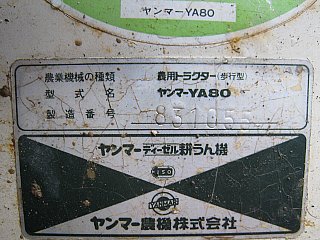 ヤンマーYA80
農業機械の種類 農用トラクター(歩行型)
型式名 ヤンマーYA80
製造番号 831055
ヤンマーディーゼル耕うん機
YANMAR
ヤンマー農機株式会社